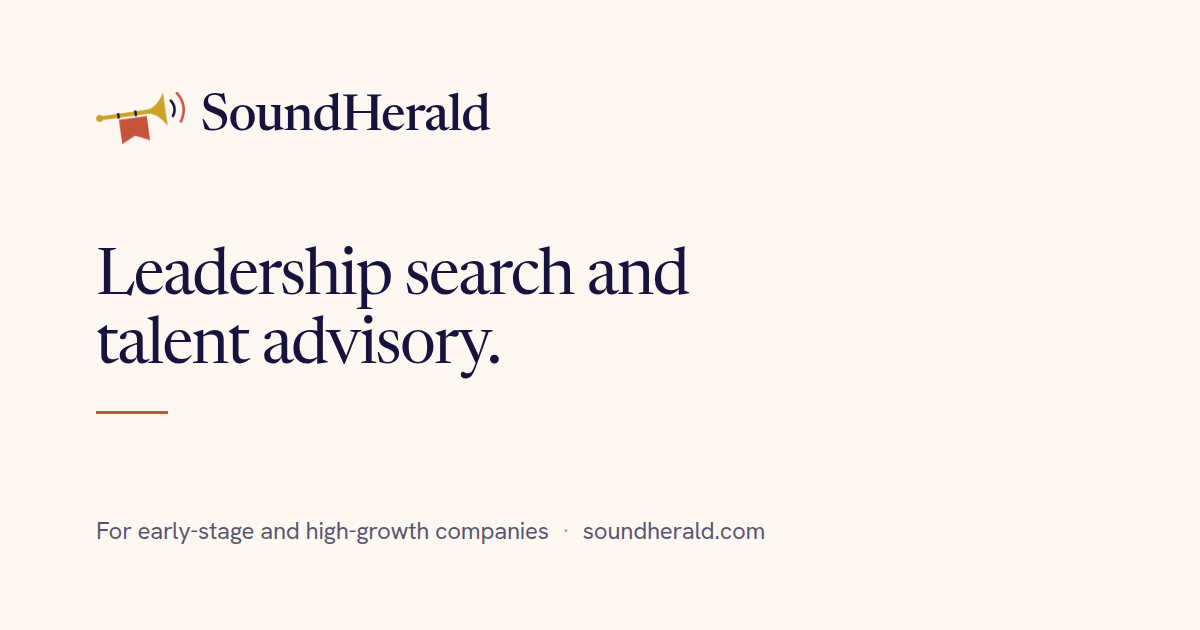 SoundHerald
Leadership search and
talent advisory.
For early-stage and high-growth companies · soundherald.com